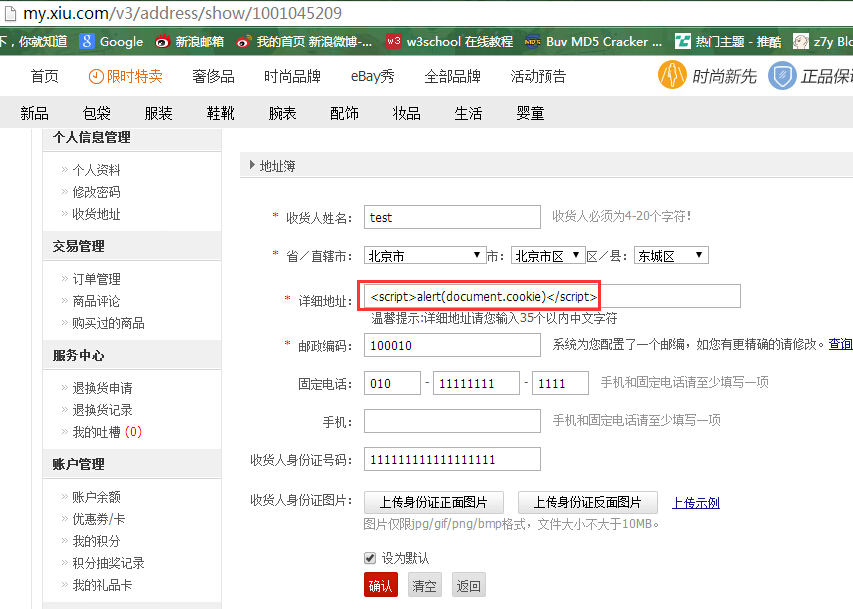 my.xiu.com/v3/address/show/1001045209
下，你就知道 Google 新浪邮箱 我的首页 新浪微博-... w3school 在线教程 Buv MD5 Cracker ... 热门主题 - 推酷 z7y Blo
首页 限时特卖 奢侈品 时尚品牌 eBay秀 全部品牌 活动预告 时尚新先 正品保证
新品 包袋 服装 鞋靴 腕表 配饰 妆品 生活 婴童
个人信息管理
» 个人资料
» 修改密码
» 收货地址
交易管理
» 订单管理
» 商品评论
» 购买过的商品
服务中心
» 退换货申请
» 退换货记录
» 我的吐槽 (0)
账户管理
» 账户余额
» 优惠券/卡
» 我的积分
» 积分抽奖记录
» 我的礼品卡
地址簿
* 收货人姓名: test 收货人必须为4-20个字符!
* 省／直辖市: 北京市 市: 北京市区 区／县: 东城区
* 详细地址: <script>alert(document.cookie)</script>
温馨提示:详细地址请您输入35个以内中文字符
* 邮政编码: 100010 系统为您配置了一个邮编，如您有更精确的请修改。查询
固定电话: 010 - 11111111 - 1111 手机和固定电话请至少填写一项
手机: 手机和固定电话请至少填写一项
收货人身份证号码: 111111111111111111
收货人身份证图片: 上传身份证正面图片 上传身份证反面图片 上传示例
图片仅限jpg/gif/png/bmp格式，文件大小不大于10MB。
设为默认
确认 清空 返回